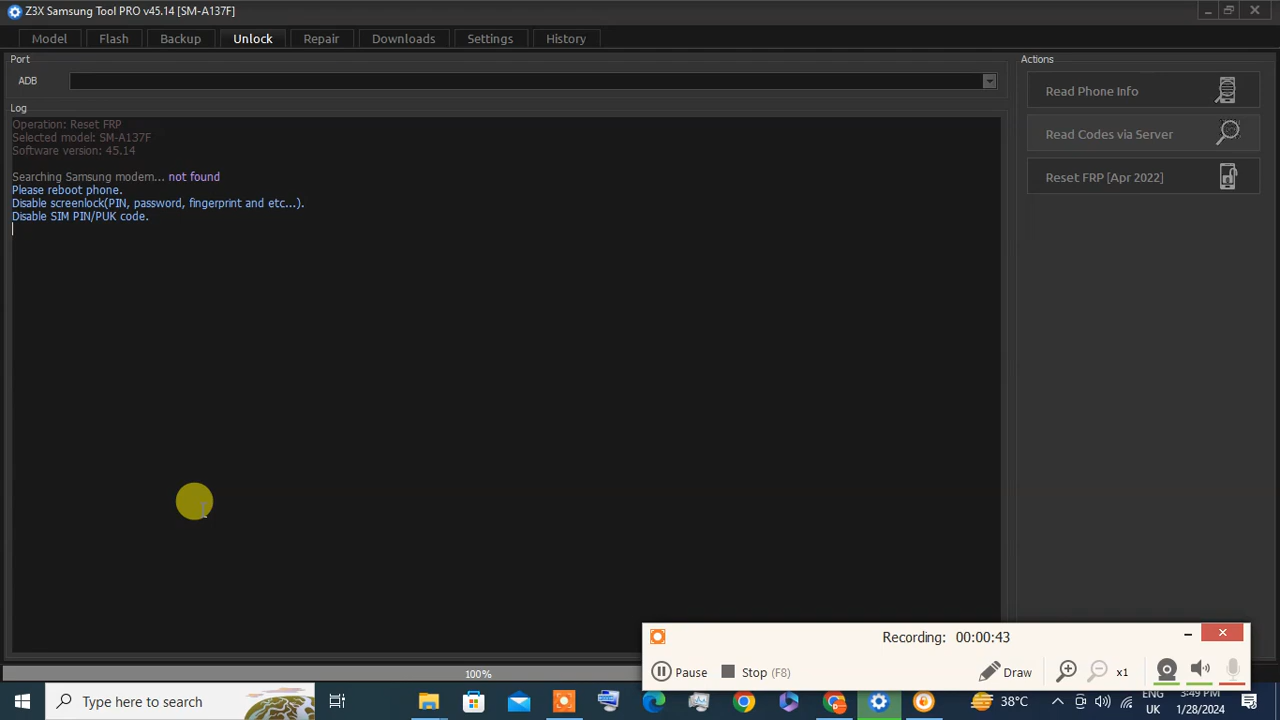 Z3X Samsung Tool PRO v45.14 [SM-A137F]
Model Flash Backup Unlock Repair Downloads Settings History
Port
ADB
Log
Operation: Reset FRP
Selected model: SM-A137F
Software version: 45.14
Searching Samsung modem... not found
Please reboot phone.
Disable screenlock(PIN, password, fingerprint and etc...).
Disable SIM PIN/PUK code.
Actions
Read Phone Info
Read Codes via Server
Reset FRP [Apr 2022]
100%
Recording: 00:00:43
Pause Stop (F8) Draw x1
Type here to search
38°C
ENG
UK
3:49 PM
1/28/2024